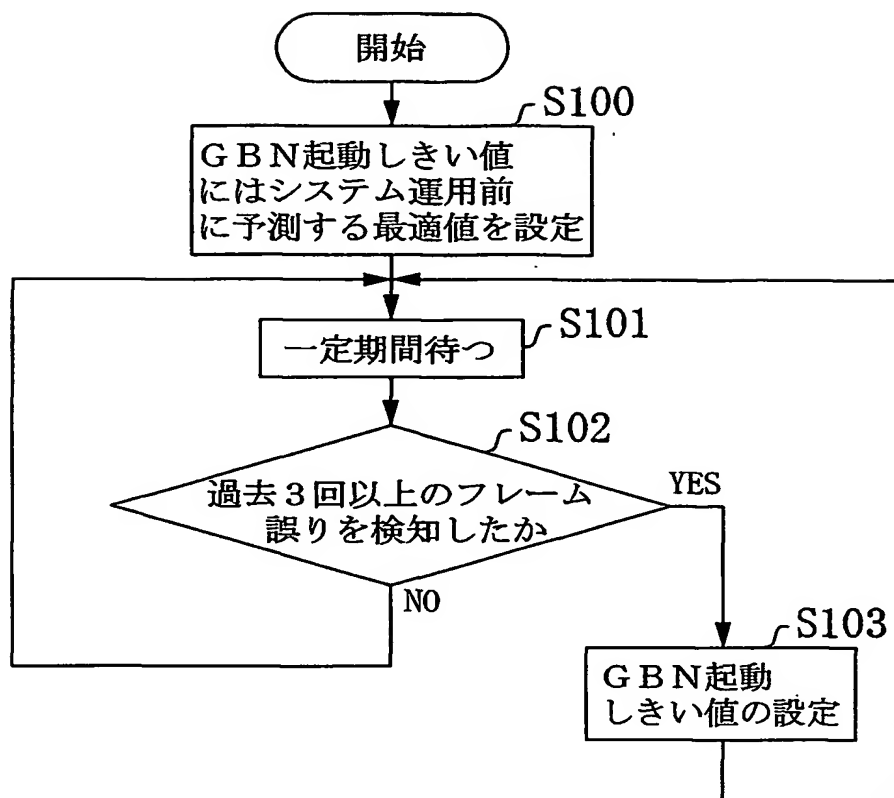 開始
S100
GBN起動しきい値
にはシステム運用前
に予測する最適値を設定
S101
一定期間待つ
S102
過去3回以上のフレーム
誤りを検知したか
YES
NO
S103
GBN起動
しきい値の設定